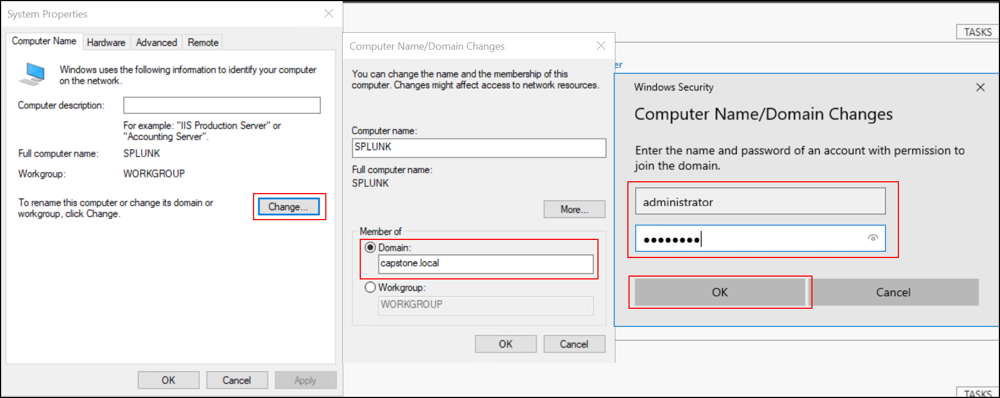 System Properties
Computer Name
Hardware
Advanced
Remote
Windows uses the following information to identify your computer
on the network.
Computer description:
For example: "IIS Production Server" or
"Accounting Server".
Full computer name:
SPLUNK
Workgroup:
WORKGROUP
To rename this computer or change its domain or
workgroup, click Change.
Change...
OK
Cancel
Apply
Computer Name/Domain Changes
You can change the name and the membership of this
computer. Changes might affect access to network resources.
Computer name:
SPLUNK
Full computer name:
SPLUNK
More...
Member of
Domain:
capstone.local
Workgroup:
WORKGROUP
OK
Cancel
TASKS
er
Windows Security
Computer Name/Domain Changes
Enter the name and password of an account with permission to
join the domain.
administrator
●●●●●●●●
OK
Cancel
TASKS